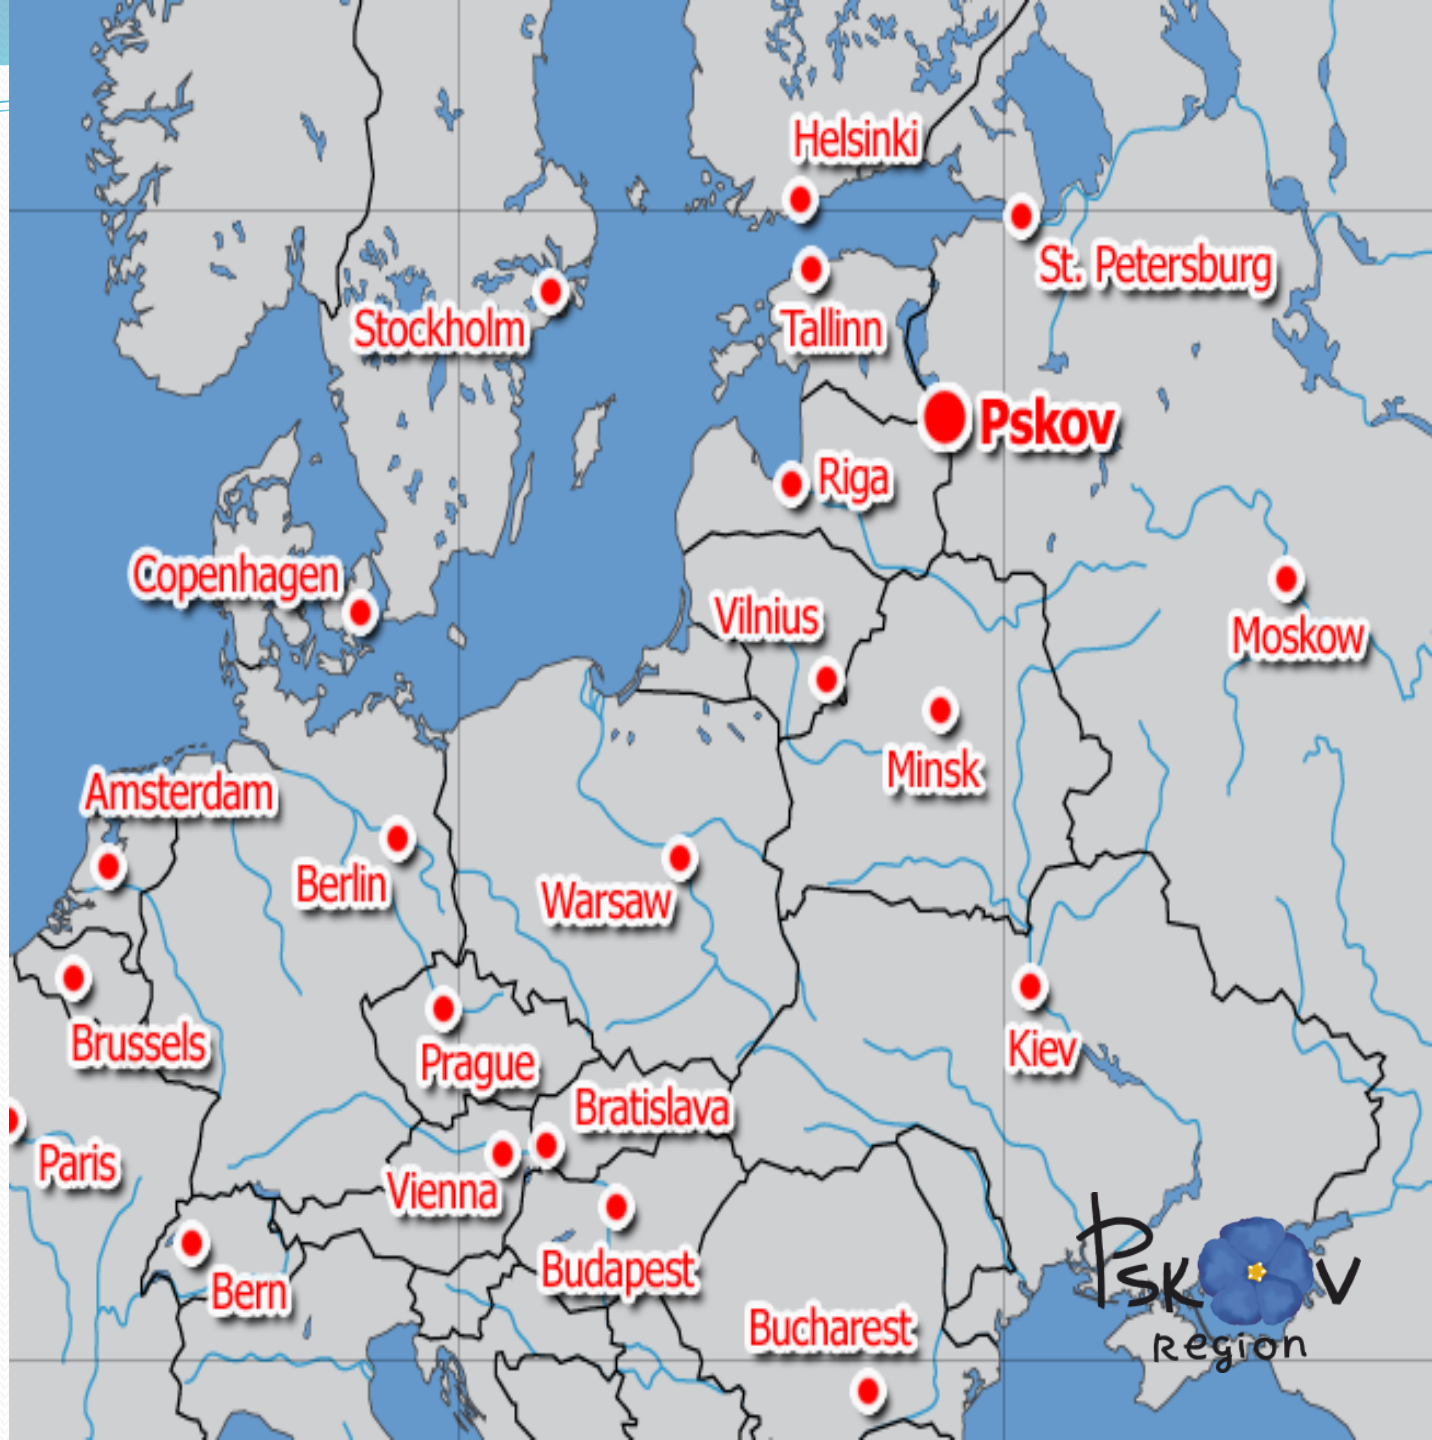 Helsinki
St. Petersburg
Stockholm
Tallinn
Pskov
Riga
Copenhagen
Vilnius
Moskow
Minsk
Amsterdam
Berlin
Warsaw
Brussels
Kiev
Prague
Bratislava
Paris
Vienna
Budapest
Bern
Bucharest
PSKOV
Region